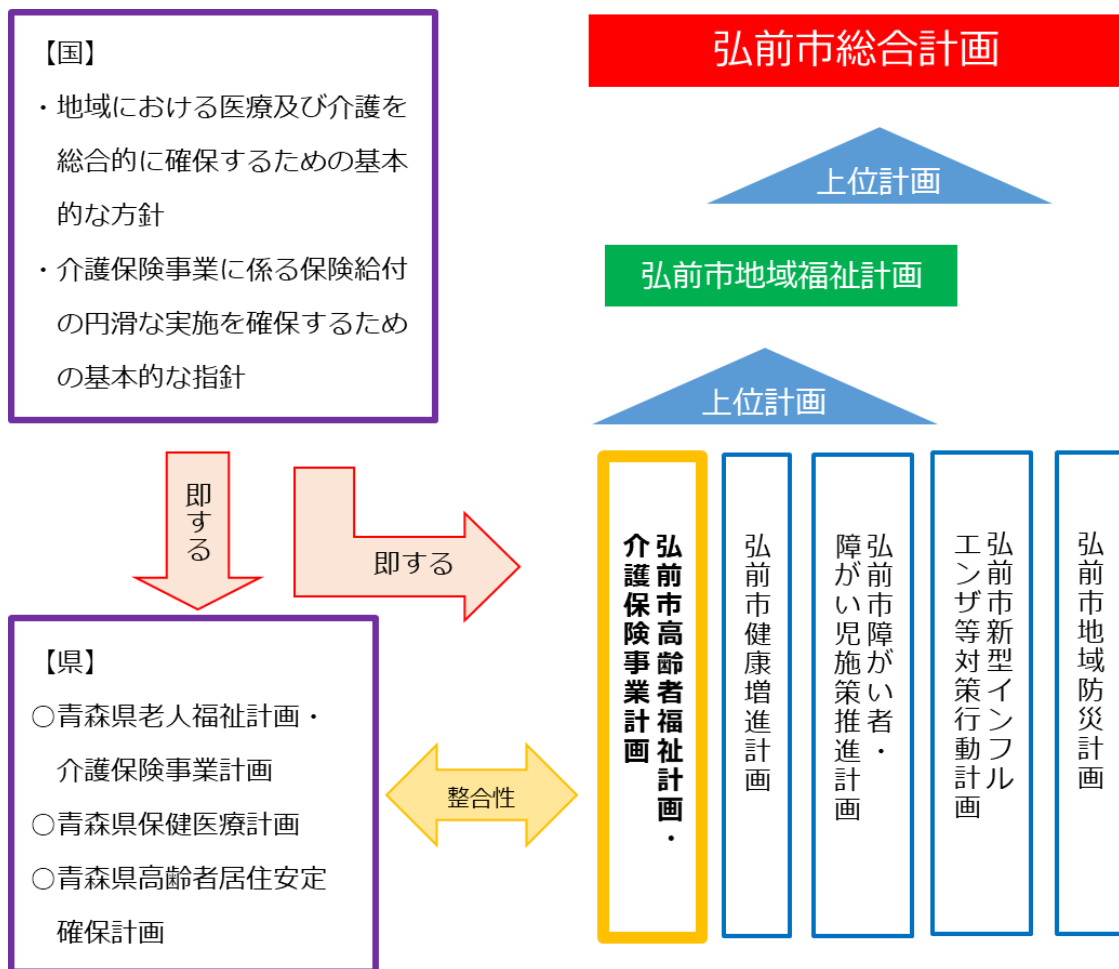 【国】
・地域における医療及び介護を
総合的に確保するための基本
的な方針
・介護保険事業に係る保険給付
の円滑な実施を確保するため
の基本的な指針
即する
即する
【県】
○青森県老人福祉計画・
介護保険事業計画
○青森県保健医療計画
○青森県高齢者居住安定
確保計画
整合性
弘前市総合計画
上位計画
弘前市地域福祉計画
上位計画
弘前市高齢者福祉計画・
介護保険事業計画
弘前市健康増進計画
弘前市障がい者・
障がい児施策推進計画
弘前市新型インフル
エンザ等対策行動計画
弘前市地域防災計画